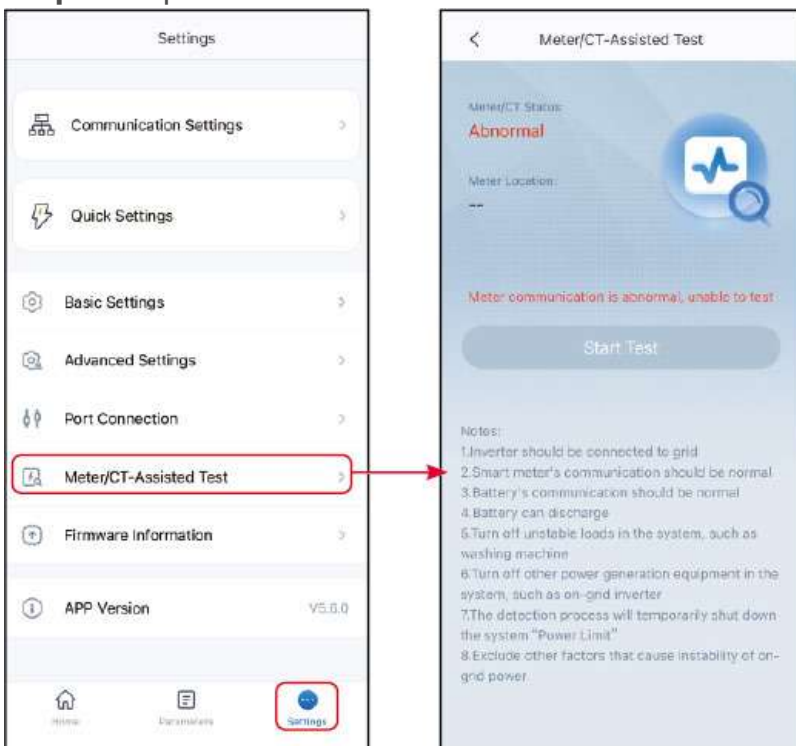 Settings
Communication Settings
Quick Settings
Basic Settings
Advanced Settings
Port Connection
Meter/CT-Assisted Test
Firmware Information
APP Version V5.6.0
Home Parameters Settings
Meter/CT-Assisted Test
Meter/CT Status:
Abnormal
Meter Location:
--
Meter communication is abnormal, unable to test
Start Test
Notes:
1.Inverter should be connected to grid
2.Smart meter's communication should be normal
3.Battery's communication should be normal
4.Battery can discharge
5.Turn off unstable loads in the system, such as
washing machine
6.Turn off other power generation equipment in the
system, such as on-grid inverter
7.The detection process will temporarily shut down
the system "Power Limit"
8.Exclude other factors that cause instability of on-
grid power